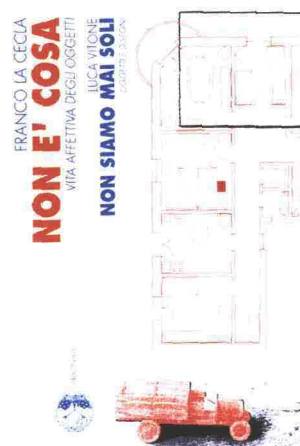 FRANCO LA CECLA
NON E' COSA
VITA AFFETTIVA DEGLI OGGETTI
LUCA VITONE
NON SIAMO MAI SOLI
OGGETTI E DISEGNI